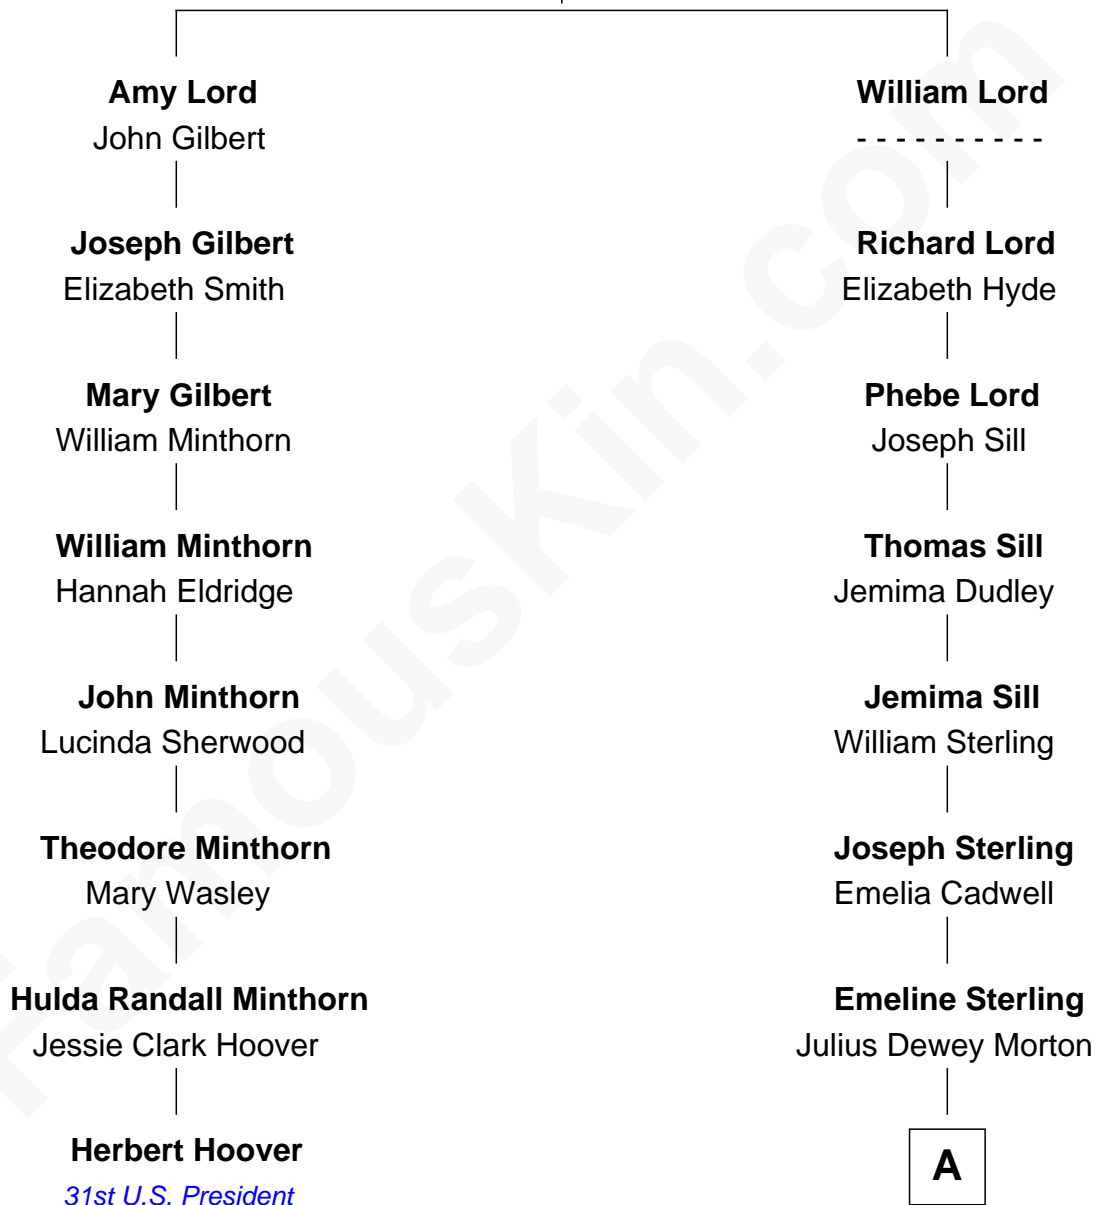 Amy Lord
John Gilbert
William Lord
- - - - - - - - - -
Joseph Gilbert
Elizabeth Smith
Richard Lord
Elizabeth Hyde
Mary Gilbert
William Minthorn
Phebe Lord
Joseph Sill
William Minthorn
Hannah Eldridge
Thomas Sill
Jemima Dudley
John Minthorn
Lucinda Sherwood
Jemima Sill
William Sterling
Theodore Minthorn
Mary Wasley
Joseph Sterling
Emelia Cadwell
Hulda Randall Minthorn
Jessie Clark Hoover
Emeline Sterling
Julius Dewey Morton
Herbert Hoover
31st U.S. President
A
FamousKin.com